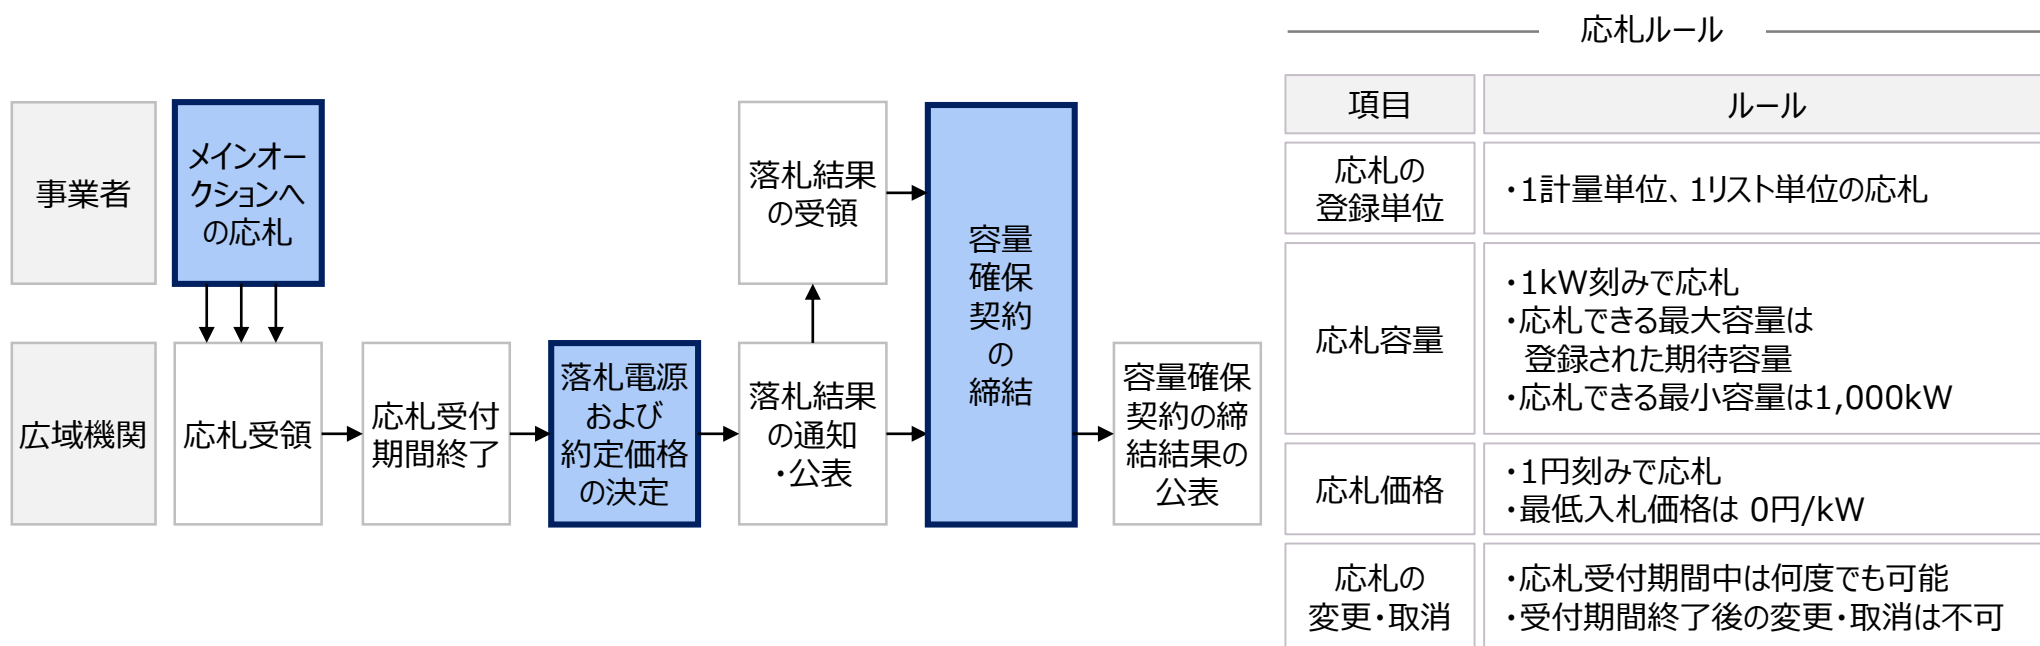 事業者
メインオー
クションへ
の応札
落札結果
の受領
広域機関
応札受領
応札受付
期間終了
落札電源
および
約定価格
の決定
落札結果
の通知
・公表
容量
確保
契約
の
締結
容量確保
契約の締
結結果の
公表
応札ルール
項目
ルール
応札の
登録単位
・1計量単位、1リスト単位の応札
応札容量
・1kW刻みで応札
・応札できる最大容量は
登録された期待容量
・応札できる最小容量は1,000kW
応札価格
・1円刻みで応札
・最低入札価格は 0円/kW
応札の
変更・取消
・応札受付期間中は何度でも可能
・受付期間終了後の変更・取消は不可